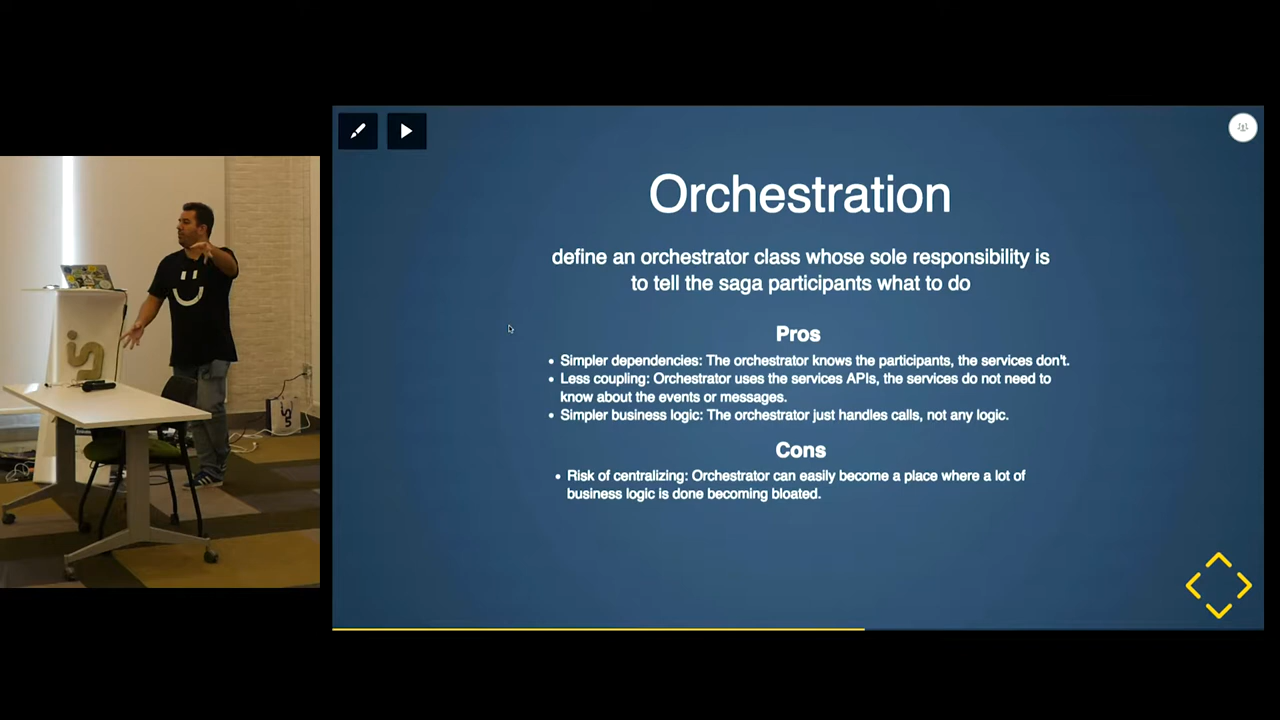 Orchestration
define an orchestrator class whose sole responsibility is
to tell the saga participants what to do
Pros
• Simpler dependencies: The orchestrator knows the participants, the services don't.
• Less coupling: Orchestrator uses the services APIs, the services do not need to
know about the events or messages.
• Simpler business logic: The orchestrator just handles calls, not any logic.
Cons
• Risk of centralizing: Orchestrator can easily become a place where a lot of
business logic is done becoming bloated.